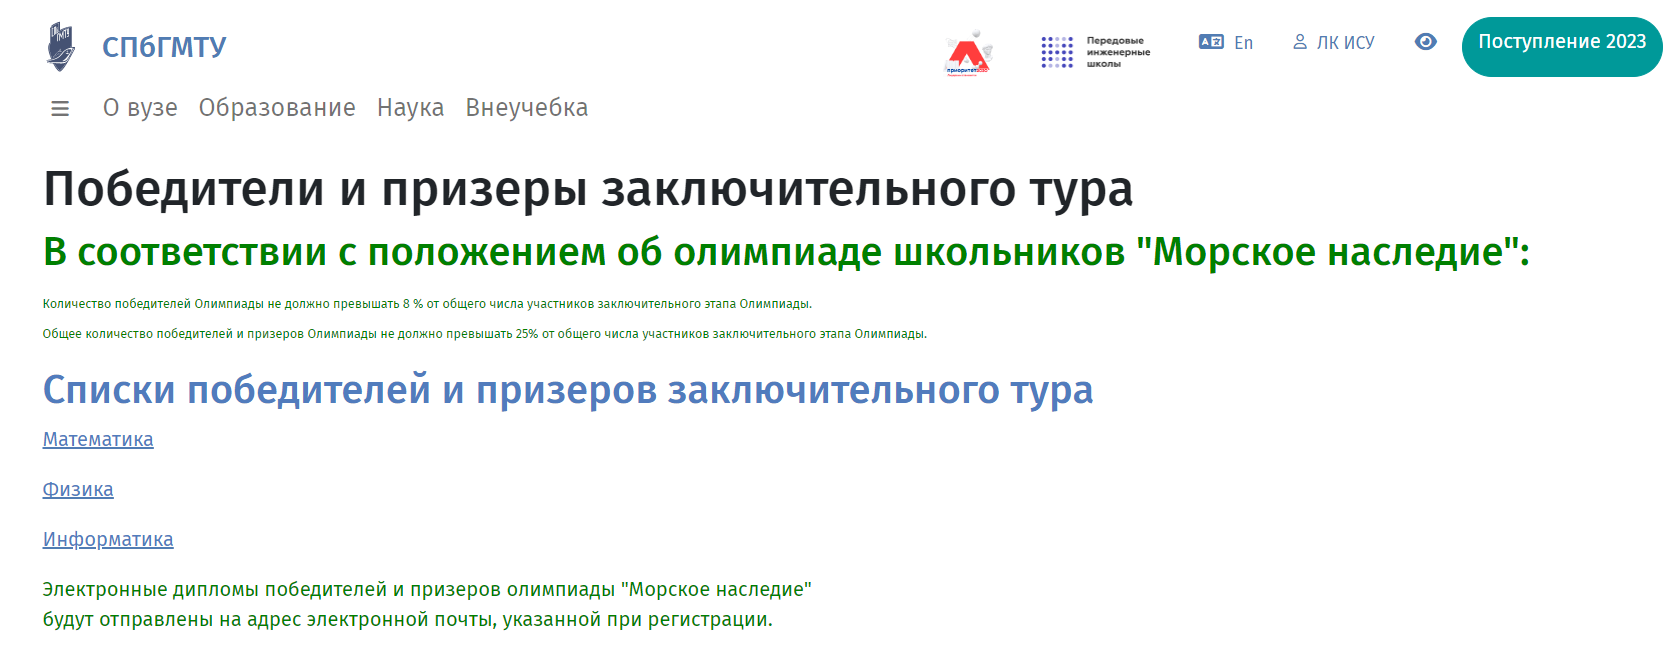 СПбГМТУ
приоритет2030
Передовые
инженерные
школы
En
ЛК ИСУ
Поступление 2023
О вузе Образование Наука Внеучебка
Победители и призеры заключительного тура
В соответствии с положением об олимпиаде школьников "Морское наследие":
Количество победителей Олимпиады не должно превышать 8 % от общего числа участников заключительного этапа Олимпиады.
Общее количество победителей и призеров Олимпиады не должно превышать 25% от общего числа участников заключительного этапа Олимпиады.
Списки победителей и призеров заключительного тура
Математика
Физика
Информатика
Электронные дипломы победителей и призеров олимпиады "Морское наследие"
будут отправлены на адрес электронной почты, указанной при регистрации.